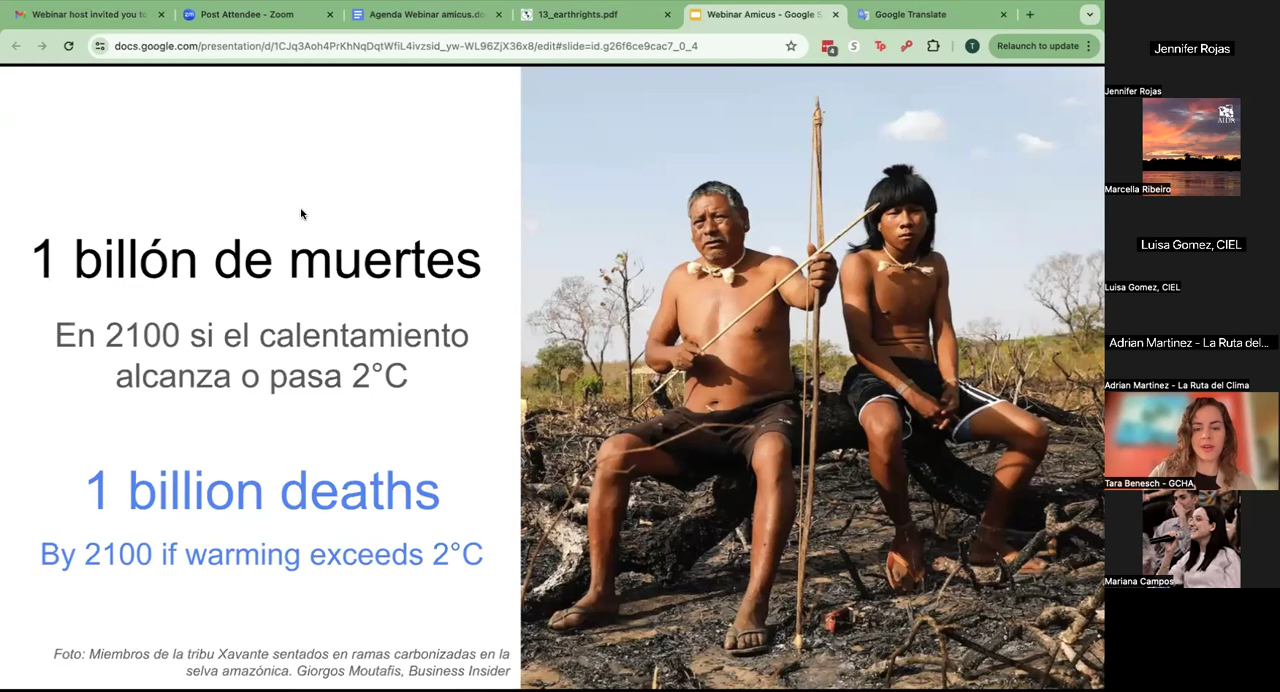 Webinar host invited you to
Post Attendee - Zoom
Agenda Webinar amicus.do
13_earthrights.pdf
Webinar Amicus - Google S
Google Translate
docs.google.com/presentation/d/1CJq3Aoh4PrKhNqDqtWfiL4ivzsid_yw-WL96ZjX36x8/edit#slide=id.g26f6ce9cac7_0_4
4
S
Tp
T
Relaunch to update
1 billón de muertes
En 2100 si el calentamiento
alcanza o pasa 2°C
1 billion deaths
By 2100 if warming exceeds 2°C
Foto: Miembros de la tribu Xavante sentados en ramas carbonizadas en la
selva amazónica. Giorgos Moutafis, Business Insider
Jennifer Rojas
Jennifer Rojas
AIDA
Marcella Ribeiro
Luisa Gomez, CIEL
Luisa Gomez, CIEL
Adrian Martinez - La Ruta del...
Adrian Martinez - La Ruta del Clima
Tara Benesch - GCHA
Mariana Campos